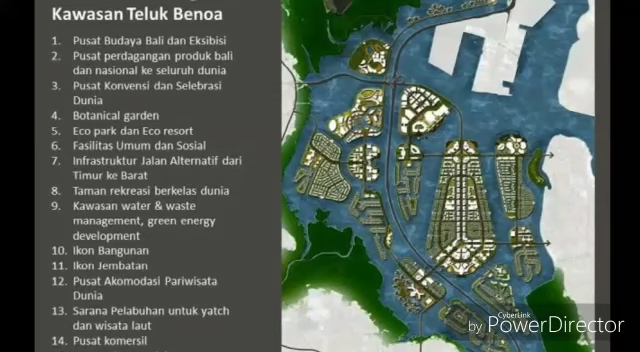 Kawasan Teluk Benoa
1. Pusat Budaya Bali dan Eksibisi
2. Pusat perdagangan produk bali
dan nasional ke seluruh dunia
3. Pusat Konvensi dan Selebrasi
Dunia
4. Botanical garden
5. Eco park dan Eco resort
6. Fasilitas Umum dan Sosial
7. Infrastruktur Jalan Alternatif dari
Timur ke Barat
8. Taman rekreasi berkelas dunia
9. Kawasan water & waste
management, green energy
development
10. Ikon Bangunan
11. Ikon Jembatan
12. Pusat Akomodasi Pariwisata
Dunia
13. Sarana Pelabuhan untuk yatch
dan wisata laut
14. Pusat komersil
CyberLink
by PowerDirector